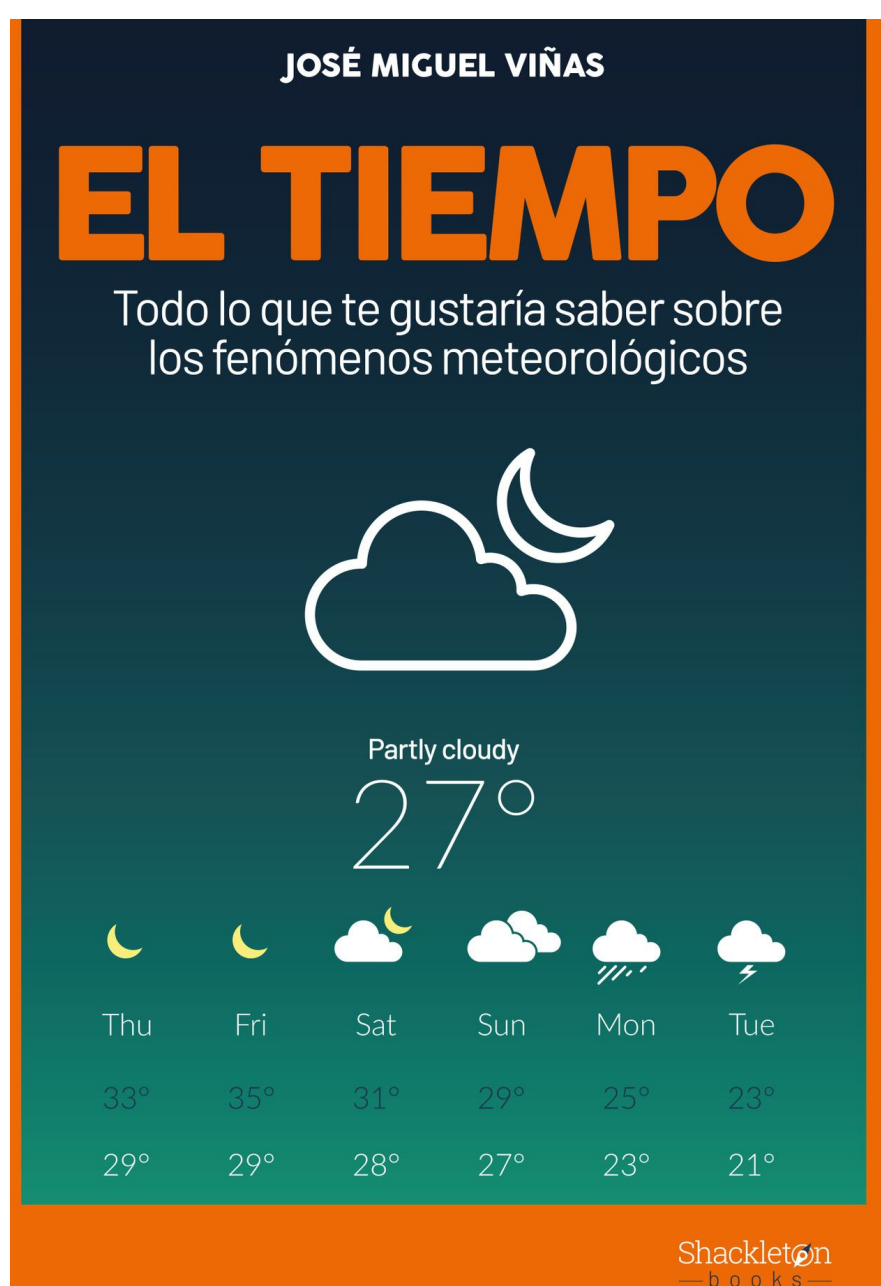 JOSÉ MIGUEL VIÑAS
EL TIEMPO
Todo lo que te gustaría saber sobre
los fenómenos meteorológicos
Partly cloudy
27°
Thu Fri Sat Sun Mon Tue
33° 35° 31° 29° 25° 23°
29° 29° 28° 27° 23° 21°
Shackleton
books